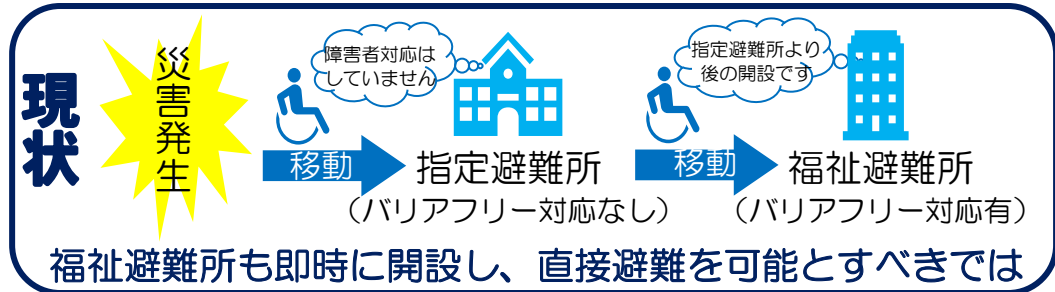 現状
災害発生
障害者対応は
していません
移動
指定避難所
（バリアフリー対応なし）
指定避難所より
後の開設です
移動
福祉避難所
（バリアフリー対応有）
福祉避難所も即時に開設し、直接避難を可能とすべきでは